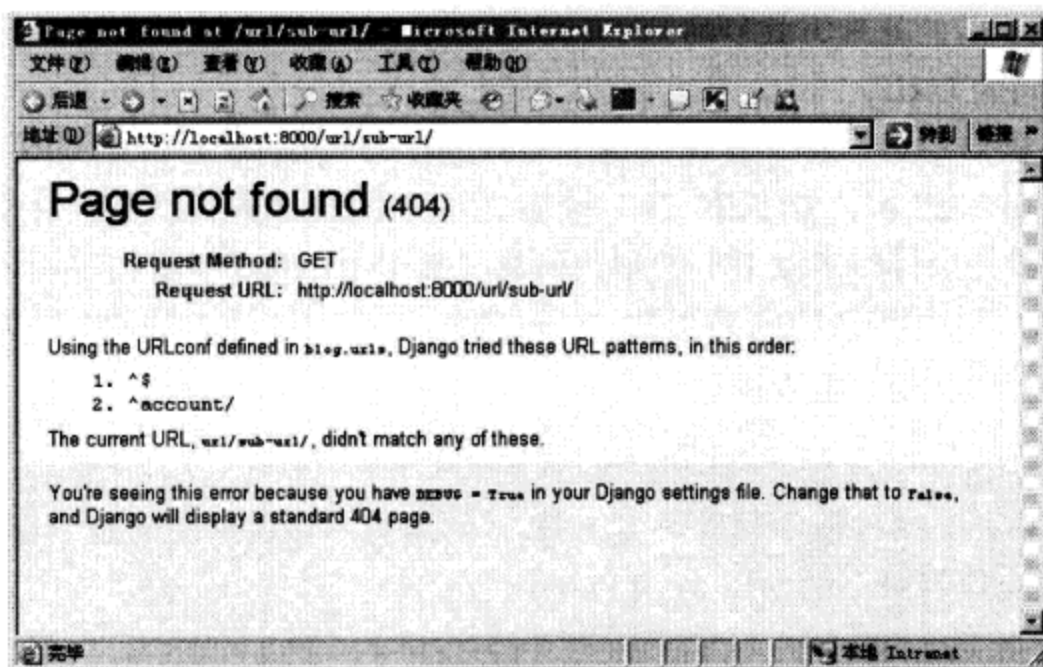 Page not found at /url/sub-url/ - Microsoft Internet Explorer
文件(F) 编辑(E) 查看(V) 收藏(A) 工具(T) 帮助(H)
后退 搜索 收藏夹
地址(D) http://localhost:8000/url/sub-url/ 转到 链接 »
Page not found (404)
Request Method: GET
Request URL: http://localhost:8000/url/sub-url/
Using the URLconf defined in blog.urls, Django tried these URL patterns, in this order:
1. ^$
2. ^account/
The current URL, url/sub-url/, didn't match any of these.
You're seeing this error because you have DEBUG = True in your Django settings file. Change that to False,
and Django will display a standard 404 page.
完毕 本地 Intranet